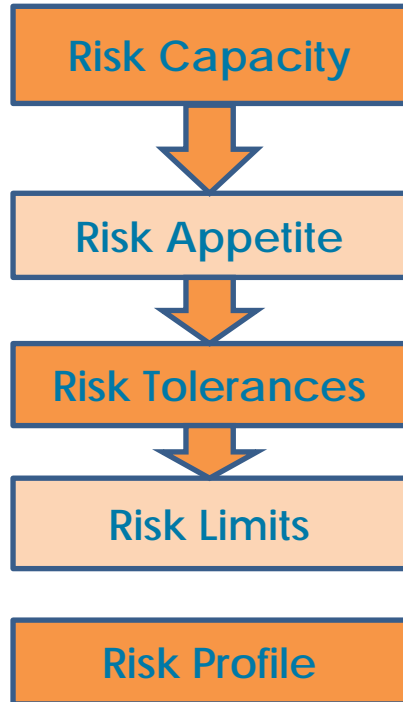 Risk Capacity
Risk Appetite
Risk Tolerances
Risk Limits
Risk Profile